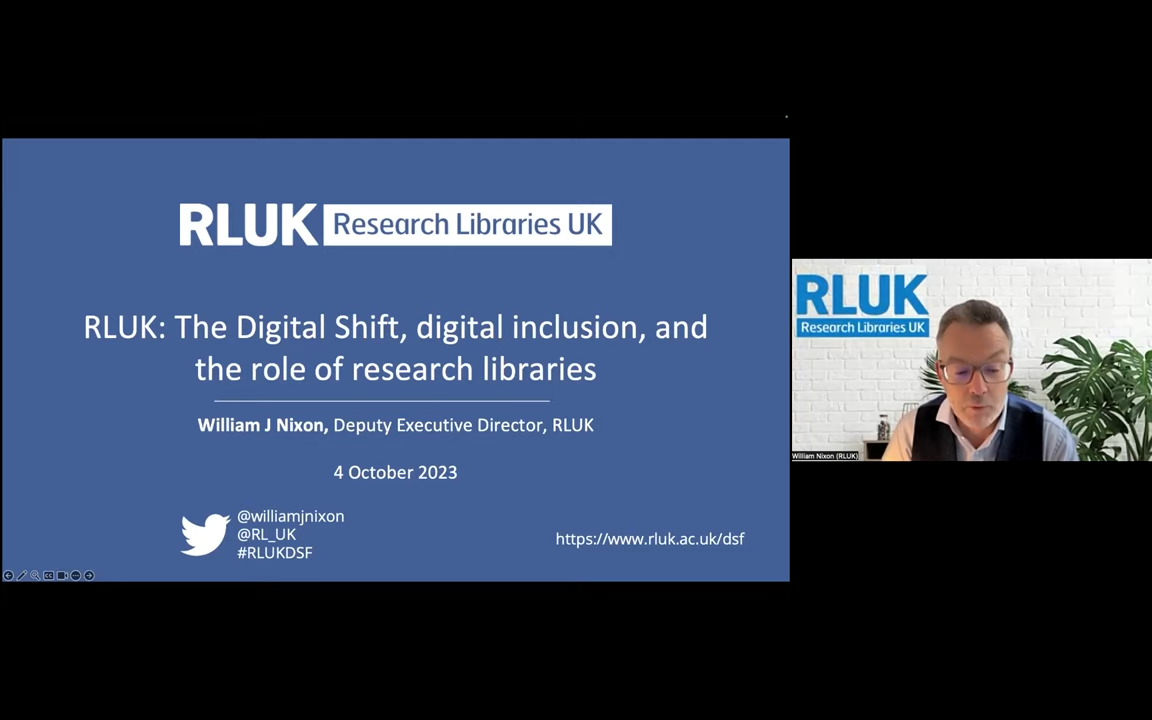 RLUK Research Libraries UK
RLUK: The Digital Shift, digital inclusion, and
the role of research libraries
William J Nixon, Deputy Executive Director, RLUK
4 October 2023
@williamjnixon
@RL_UK
#RLUKDSF
https://www.rluk.ac.uk/dsf
RLUK
Research Libraries UK
William Nixon (RLUK)